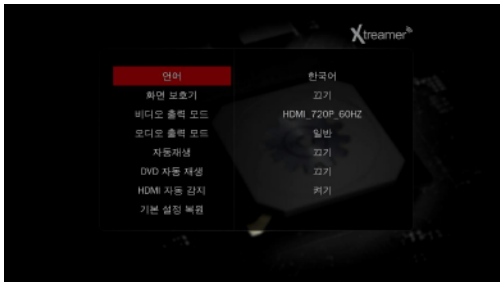 Xtreamer
언어 한국어
화면 보호기 끄기
비디오 출력 모드 HDMI_720P_60HZ
오디오 출력 모드 일반
자동재생 끄기
DVD 자동 재생 끄기
HDMI 자동 감지 켜기
기본 설정 복원